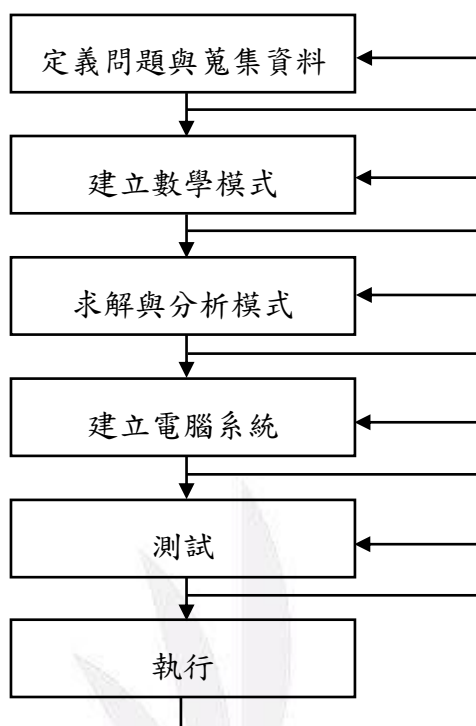 定義問題與蒐集資料
建立數學模式
求解與分析模式
建立電腦系統
測試
執行